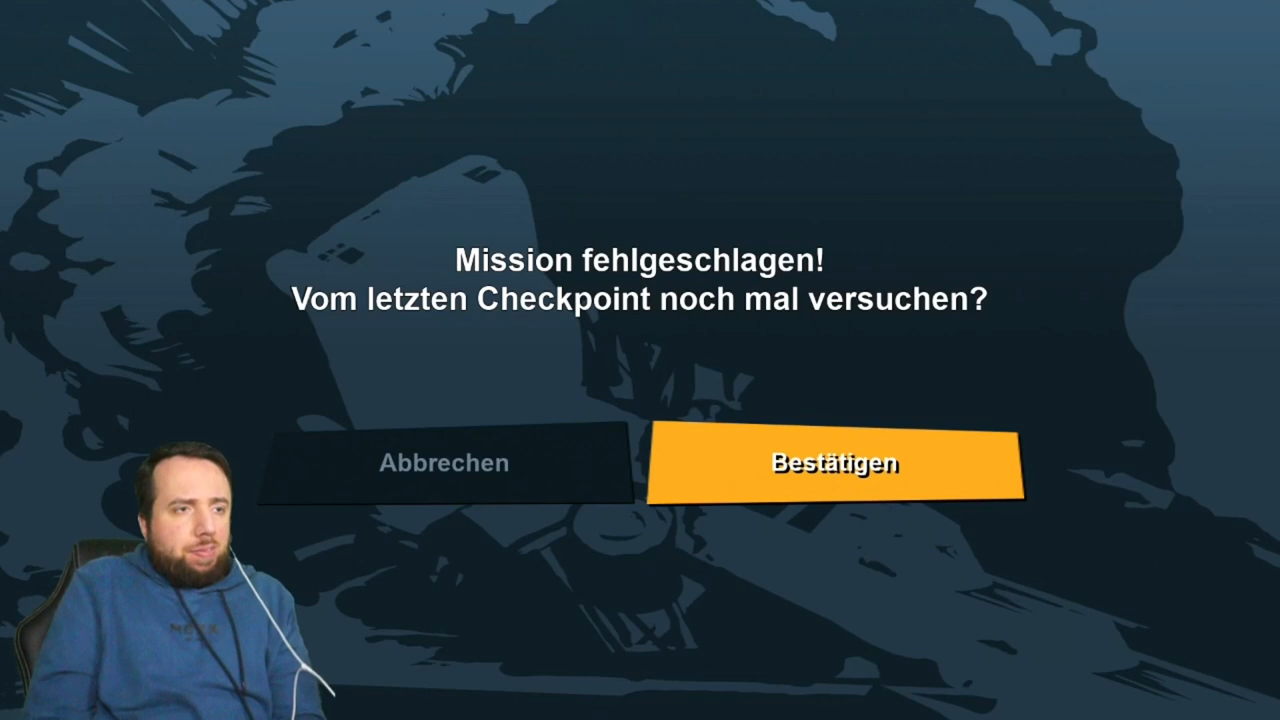 Mission fehlgeschlagen!
Vom letzten Checkpoint noch mal versuchen?
Abbrechen
Bestätigen